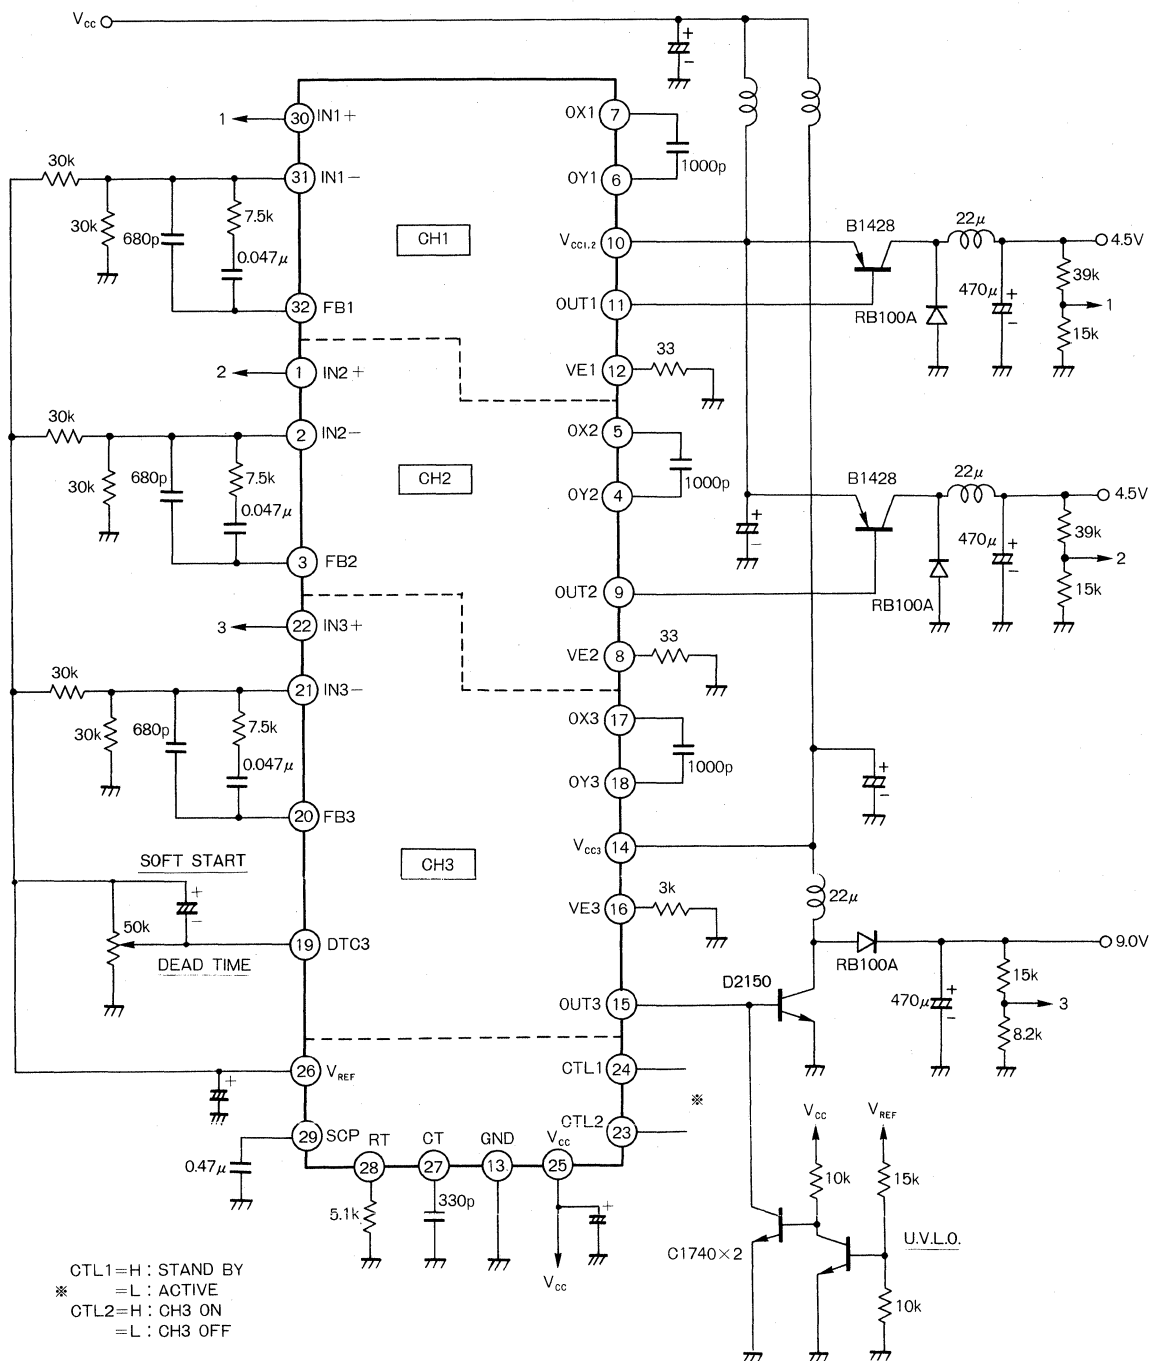 Vcc
1
30
IN1+
OX1
7
30k
31
IN1-
1000p
OY1
6
30k
680p
7.5k
0.047μ
CH1
Vcc1,2
10
B1428
22μ
4.5V
39k
470μ
+
-
1
32
FB1
OUT1
11
RB100A
15k
2
1
IN2+
VE1
12
33
30k
2
IN2-
OX2
5
30k
680p
7.5k
0.047μ
CH2
1000p
OY2
4
B1428
22μ
4.5V
39k
470μ
+
-
2
3
FB2
OUT2
9
RB100A
15k
3
22
IN3+
VE2
8
33
30k
21
IN3-
OX3
17
30k
680p
7.5k
0.047μ
1000p
OY3
18
20
FB3
CH3
Vcc3
14
SOFT START
22μ
50k
VE3
16
3k
19
DTC3
DEAD TIME
RB100A
9.0V
15k
D2150
470μ
+
-
3
OUT3
15
8.2k
26
VREF
CTL1
24
※
29
SCP
CTL2
23
0.47μ
RT
CT
GND
Vcc
28
27
13
25
Vcc
VREF
5.1k
330p
10k
15k
Vcc
C1740×2
U.V.L.O.
10k
CTL1=H : STAND BY
※ =L : ACTIVE
CTL2=H : CH3 ON
=L : CH3 OFF